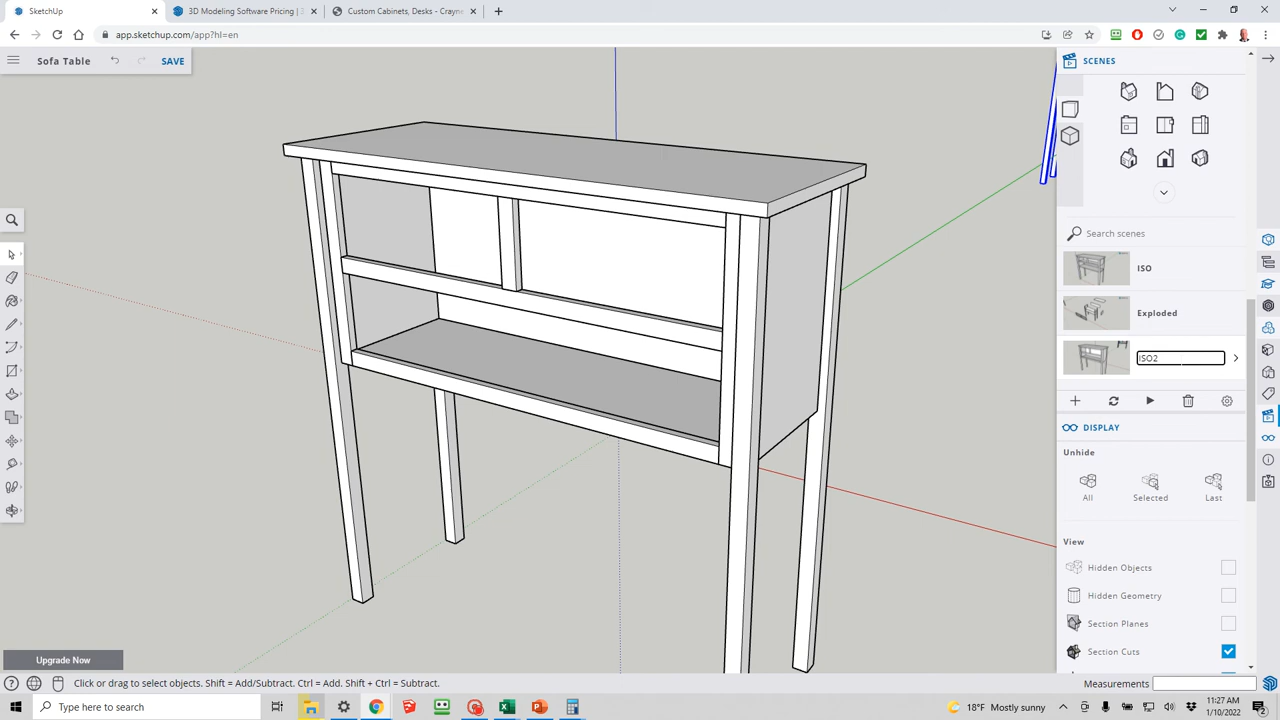 SketchUp
3D Modeling Software Pricing |
Custom Cabinets, Desks - Crayne
app.sketchup.com/app?hl=en
Sofa Table
SAVE
SCENES
Search scenes
ISO
Exploded
ISO2
DISPLAY
Unhide
All
Selected
Last
View
Hidden Objects
Hidden Geometry
Section Planes
Section Cuts
Upgrade Now
Click or drag to select objects. Shift = Add/Subtract. Ctrl = Add. Shift + Ctrl = Subtract.
Measurements
Type here to search
18°F Mostly sunny
11:27 AM
1/10/2022
2